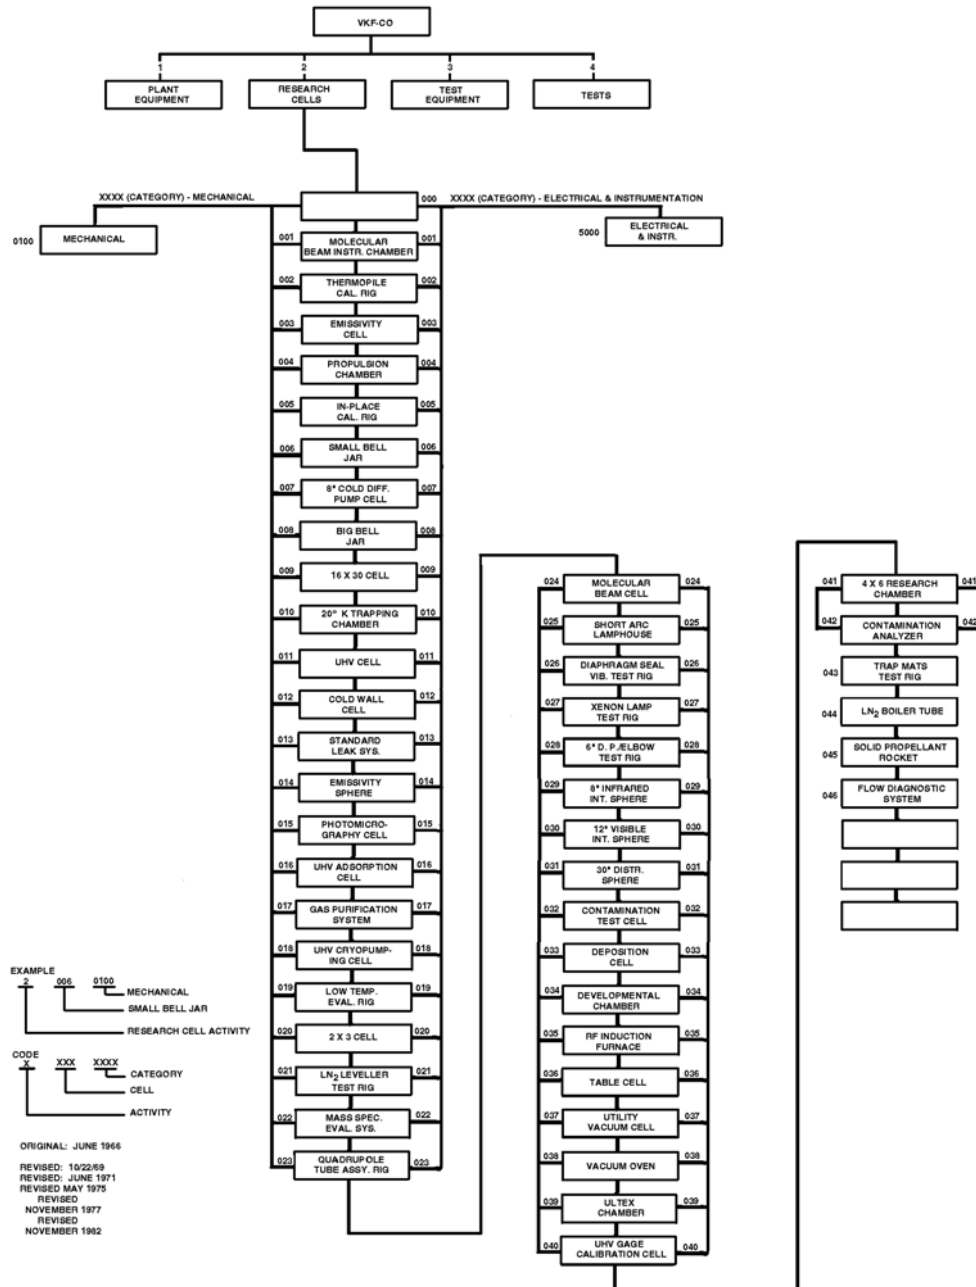 VKF-CO
1
2
3
4
PLANT
EQUIPMENT
RESEARCH
CELLS
TEST
EQUIPMENT
TESTS
XXXX (CATEGORY) - MECHANICAL
000
XXXX (CATEGORY) - ELECTRICAL & INSTRUMENTATION
0100
MECHANICAL
5000
ELECTRICAL
& INSTR.
001
MOLECULAR
BEAM INSTR. CHAMBER
001
002
THERMOPILE
CAL. RIG
002
003
EMISSIVITY
CELL
003
004
PROPULSION
CHAMBER
004
005
IN-PLACE
CAL. RIG
005
006
SMALL BELL
JAR
006
007
8" COLD DIFF.
PUMP CELL
007
008
BIG BELL
JAR
008
009
16 X 30 CELL
009
010
20° K TRAPPING
CHAMBER
010
011
UHV CELL
011
012
COLD WALL
CELL
012
013
STANDARD
LEAK SYS.
013
014
EMISSIVITY
SPHERE
014
015
PHOTOMICRO-
GRAPHY CELL
015
016
UHV ADSORPTION
CELL
016
017
GAS PURIFICATION
SYSTEM
017
018
UHV CRYOPUMP-
ING CELL
018
019
LOW TEMP.
EVAL. RIG
019
020
2 X 3 CELL
020
021
LN2 LEVELLER
TEST RIG
021
022
MASS SPEC.
EVAL. SYS.
022
023
QUADRUPOLE
TUBE ASSY. RIG
023
024
MOLECULAR
BEAM CELL
024
025
SHORT ARC
LAMPHOUSE
025
026
DIAPHRAGM SEAL
VIB. TEST RIG
026
027
XENON LAMP
TEST RIG
027
028
6" D. P./ELBOW
TEST RIG
028
029
8" INFRARED
INT. SPHERE
029
030
12" VISIBLE
INT. SPHERE
030
031
30" DISTR.
SPHERE
031
032
CONTAMINATION
TEST CELL
032
033
DEPOSITION
CELL
033
034
DEVELOPMENTAL
CHAMBER
034
035
RF INDUCTION
FURNACE
035
036
TABLE CELL
036
037
UTILITY
VACUUM CELL
037
038
VACUUM OVEN
038
039
ULTEX
CHAMBER
039
040
UHV GAGE
CALIBRATION CELL
040
041
4 X 6 RESEARCH
CHAMBER
041
042
CONTAMINATION
ANALYZER
042
043
TRAP MATS
TEST RIG
044
LN2 BOILER TUBE
045
SOLID PROPELLANT
ROCKET
046
FLOW DIAGNOSTIC
SYSTEM
EXAMPLE
2 006 0100
MECHANICAL
SMALL BELL JAR
RESEARCH CELL ACTIVITY
CODE
X XXX XXXX
CATEGORY
CELL
ACTIVITY
ORIGINAL: JUNE 1966
REVISED: 10/22/69
REVISED: JUNE 1971
REVISED MAY 1975
REVISED
NOVEMBER 1977
REVISED
NOVEMBER 1982